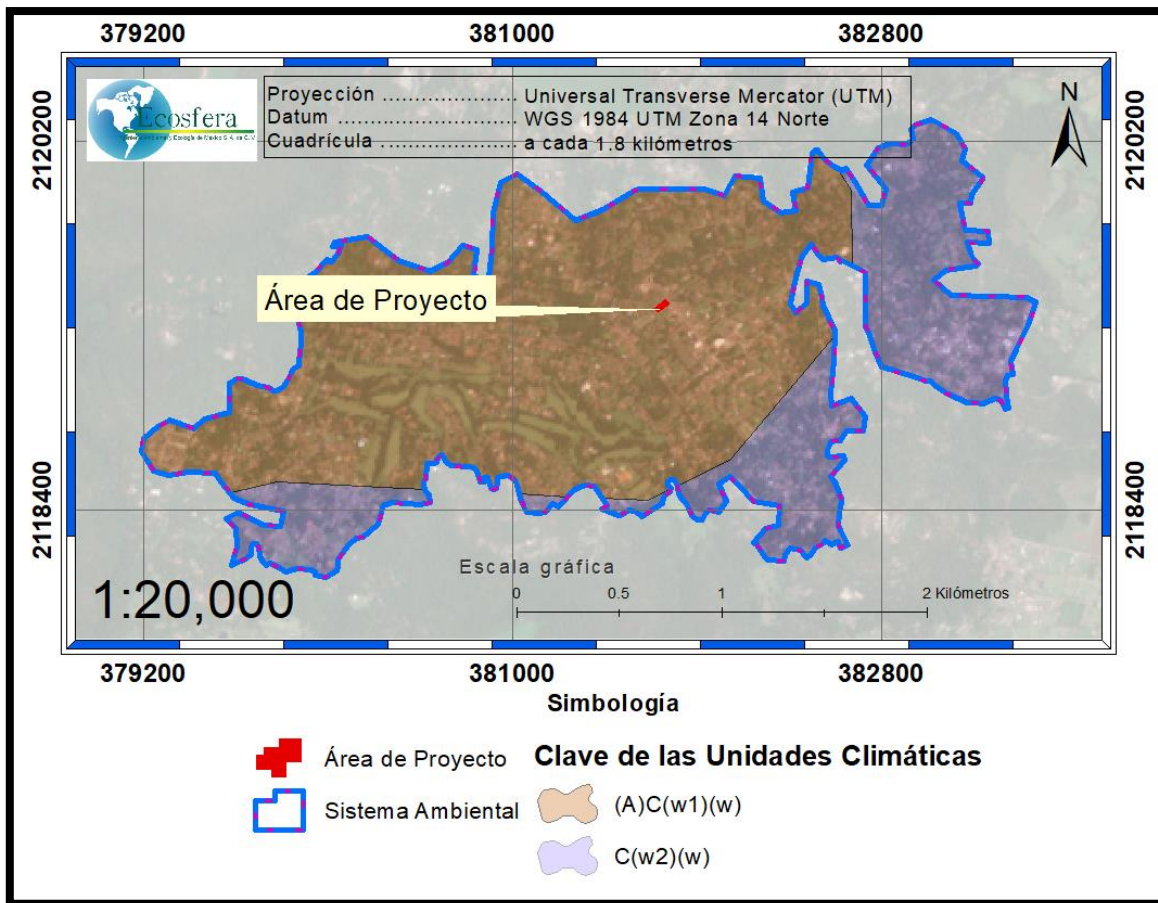 379200 381000 382800
Ecosfera
Proyección ..................... Universal Transverse Mercator (UTM)
Datum ........................... WGS 1984 UTM Zona 14 Norte
Cuadrícula ..................... a cada 1.8 kilómetros
N
2120200 2120200
Área de Proyecto
2118400 2118400
Escala gráfica
1:20,000
0 0.5 1 2 Kilómetros
379200 381000 382800
Simbología
Área de Proyecto
Sistema Ambiental
Clave de las Unidades Climáticas
(A)C(w1)(w)
C(w2)(w)